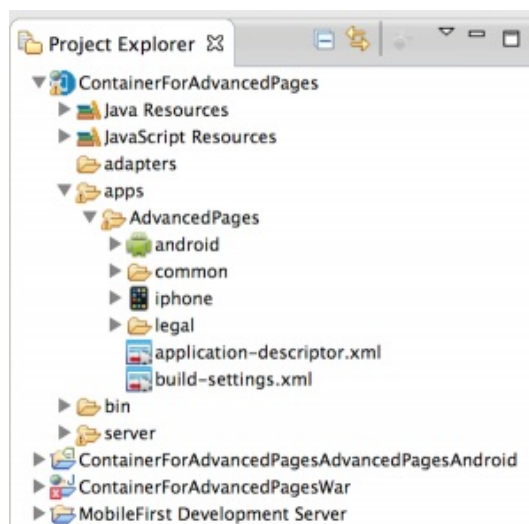 Project Explorer
ContainerForAdvancedPages
Java Resources
JavaScript Resources
adapters
apps
AdvancedPages
android
common
iphone
legal
application-descriptor.xml
build-settings.xml
bin
server
ContainerForAdvancedPagesAdvancedPagesAndroid
ContainerForAdvancedPagesWar
MobileFirst Development Server